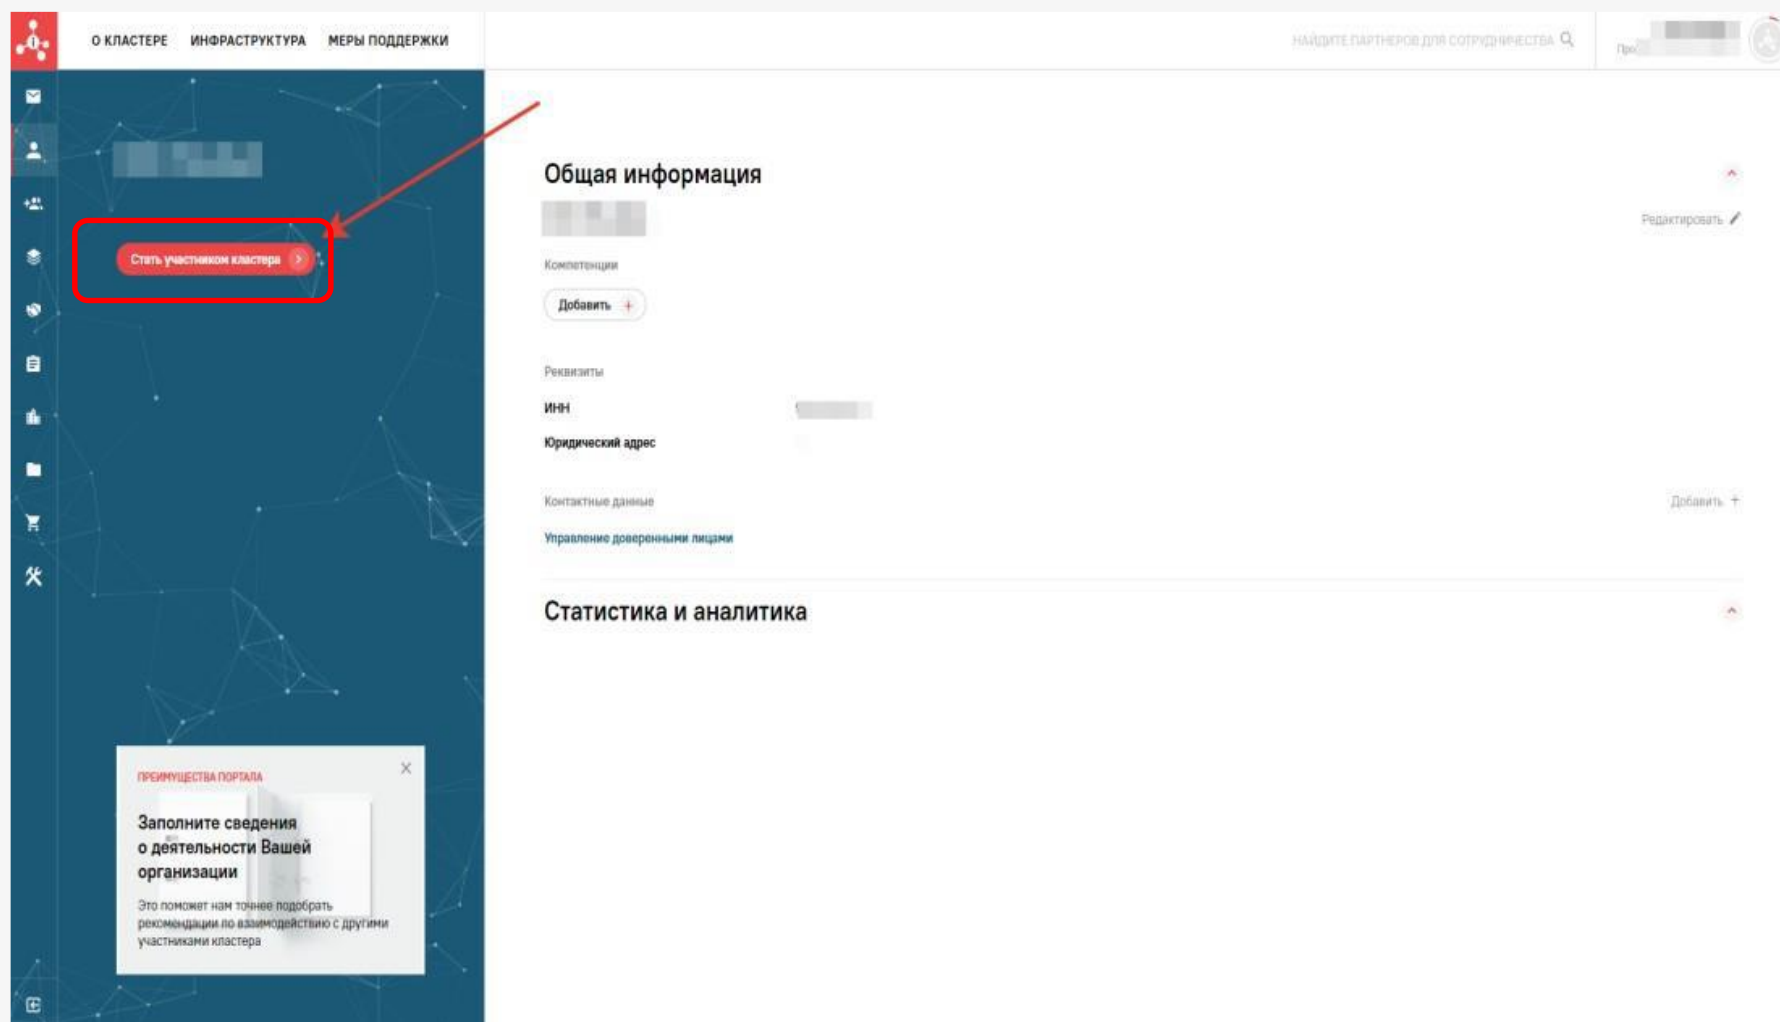 О КЛАСТЕРЕ ИНФРАСТРУКТУРА МЕРЫ ПОДДЕРЖКИ
НАЙДИТЕ ПАРТНЕРОВ ДЛЯ СОТРУДНИЧЕСТВА
Стать участником кластера
Общая информация
Редактировать
Компетенции
Добавить +
Реквизиты
ИНН
Юридический адрес
Контактные данные
Добавить +
Управление доверенными лицами
Статистика и аналитика
ПРЕИМУЩЕСТВА ПОРТАЛА
Заполните сведения
о деятельности Вашей
организации
Это поможет нам точнее подобрать
рекомендации по взаимодействию с другими
участниками кластера